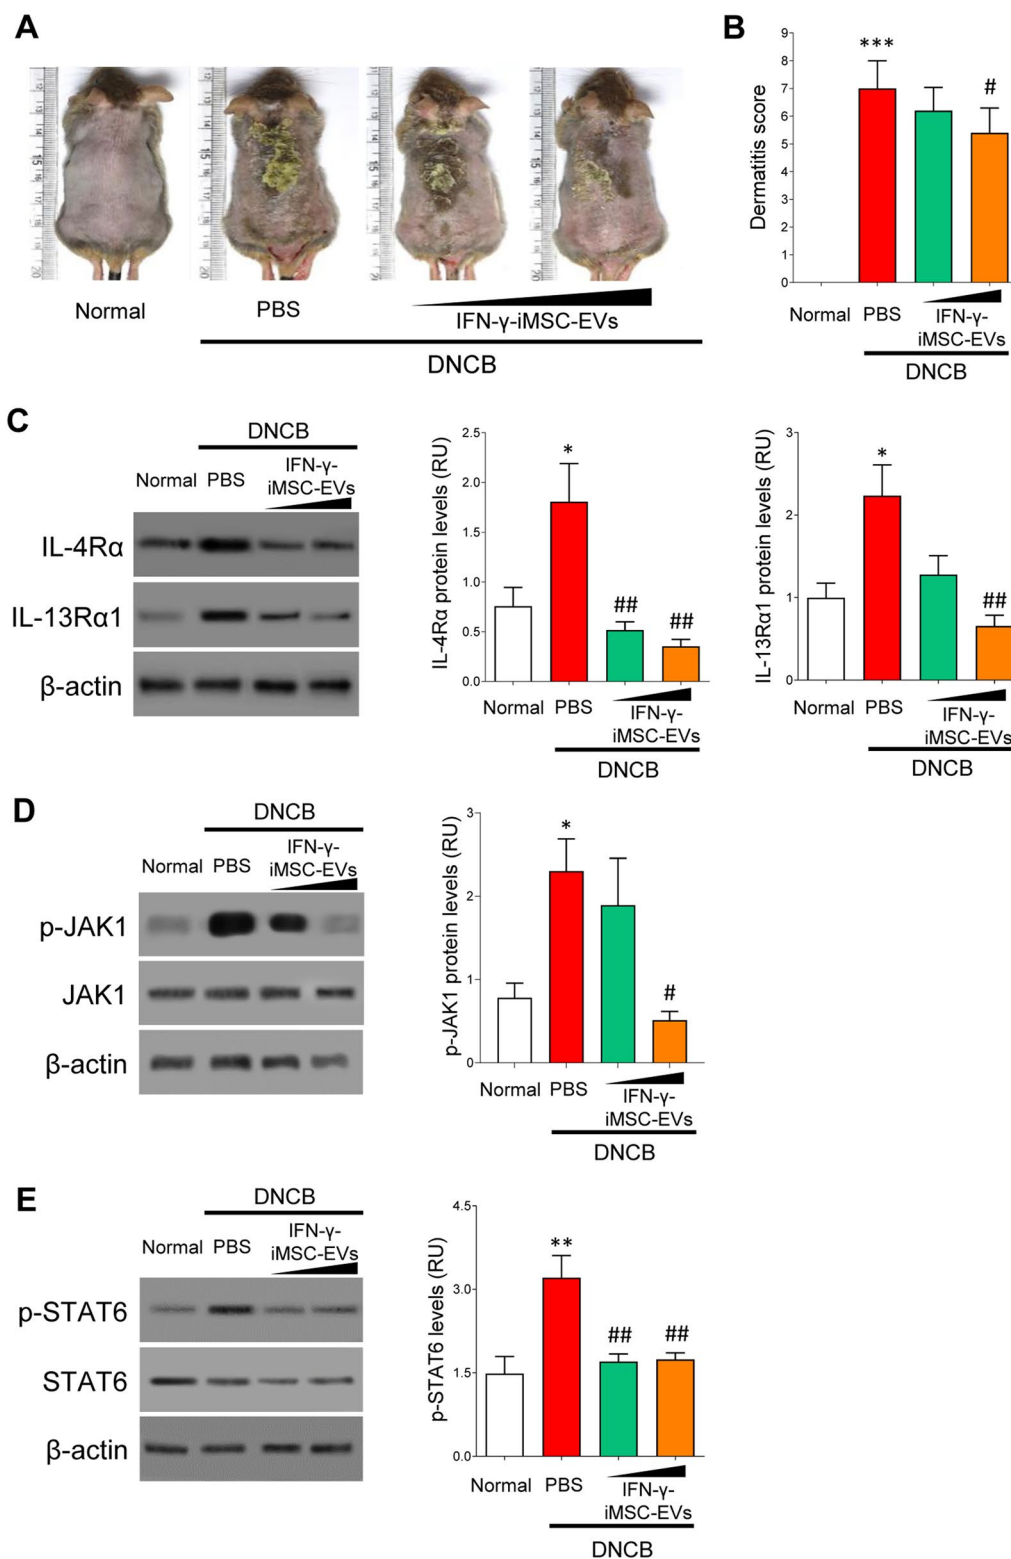 A
Normal
PBS
IFN-γ-iMSC-EVs
DNCB
B
Dermatitis score
9
8
7
6
5
4
3
2
1
0
***
#
Normal
PBS
IFN-γ-
iMSC-EVs
DNCB
C
DNCB
Normal
PBS
IFN-γ-
iMSC-EVs
IL-4Rα
IL-13Rα1
β-actin
IL-4Rα protein levels (RU)
2.5
2.0
1.5
1.0
0.5
0.0
*
##
##
Normal
PBS
IFN-γ-
iMSC-EVs
DNCB
IL-13Rα1 protein levels (RU)
3
2
1
0
*
##
Normal
PBS
IFN-γ-
iMSC-EVs
DNCB
D
DNCB
Normal
PBS
IFN-γ-
iMSC-EVs
p-JAK1
JAK1
β-actin
p-JAK1 protein levels (RU)
3
2
1
0
*
#
Normal
PBS
IFN-γ-
iMSC-EVs
DNCB
E
DNCB
Normal
PBS
IFN-γ-
iMSC-EVs
p-STAT6
STAT6
β-actin
p-STAT6 levels (RU)
4.5
3.0
1.5
0.0
**
##
##
Normal
PBS
IFN-γ-
iMSC-EVs
DNCB